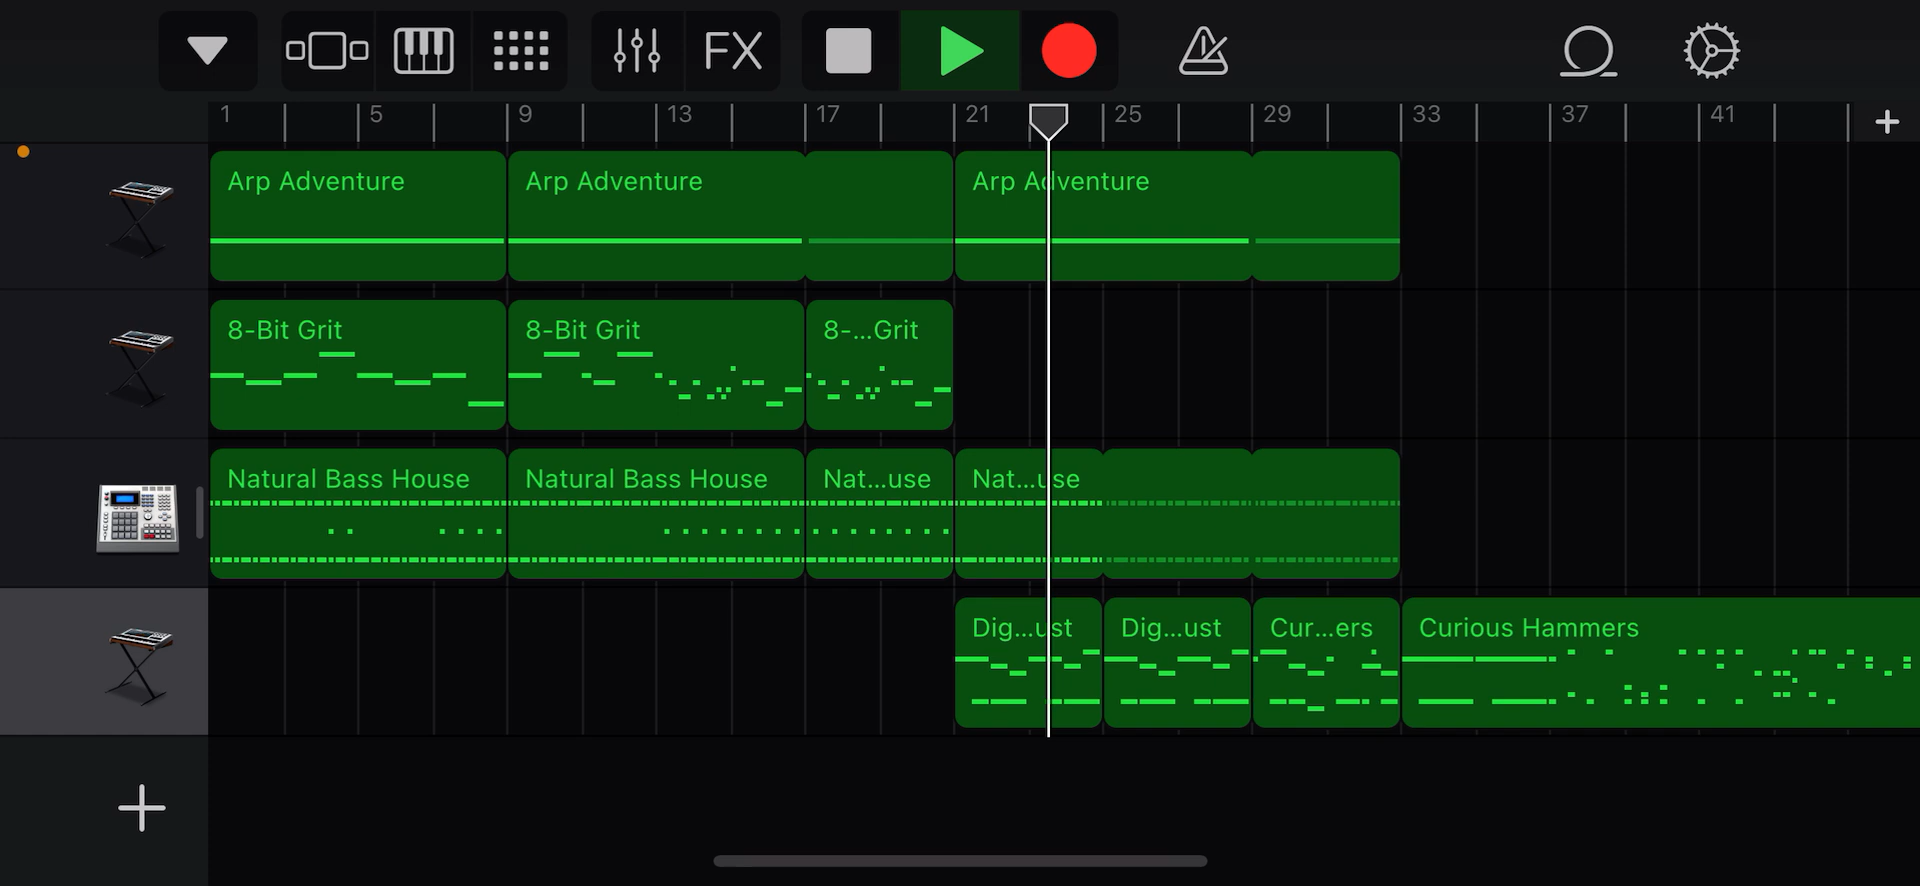 FX
1 5 9 13 17 21 25 29 33 37 41
Arp Adventure Arp Adventure Arp Adventure
8-Bit Grit 8-Bit Grit 8-...Grit
Natural Bass House Natural Bass House Nat...use Nat...use
Dig...ust Dig...ust Cur...ers Curious Hammers